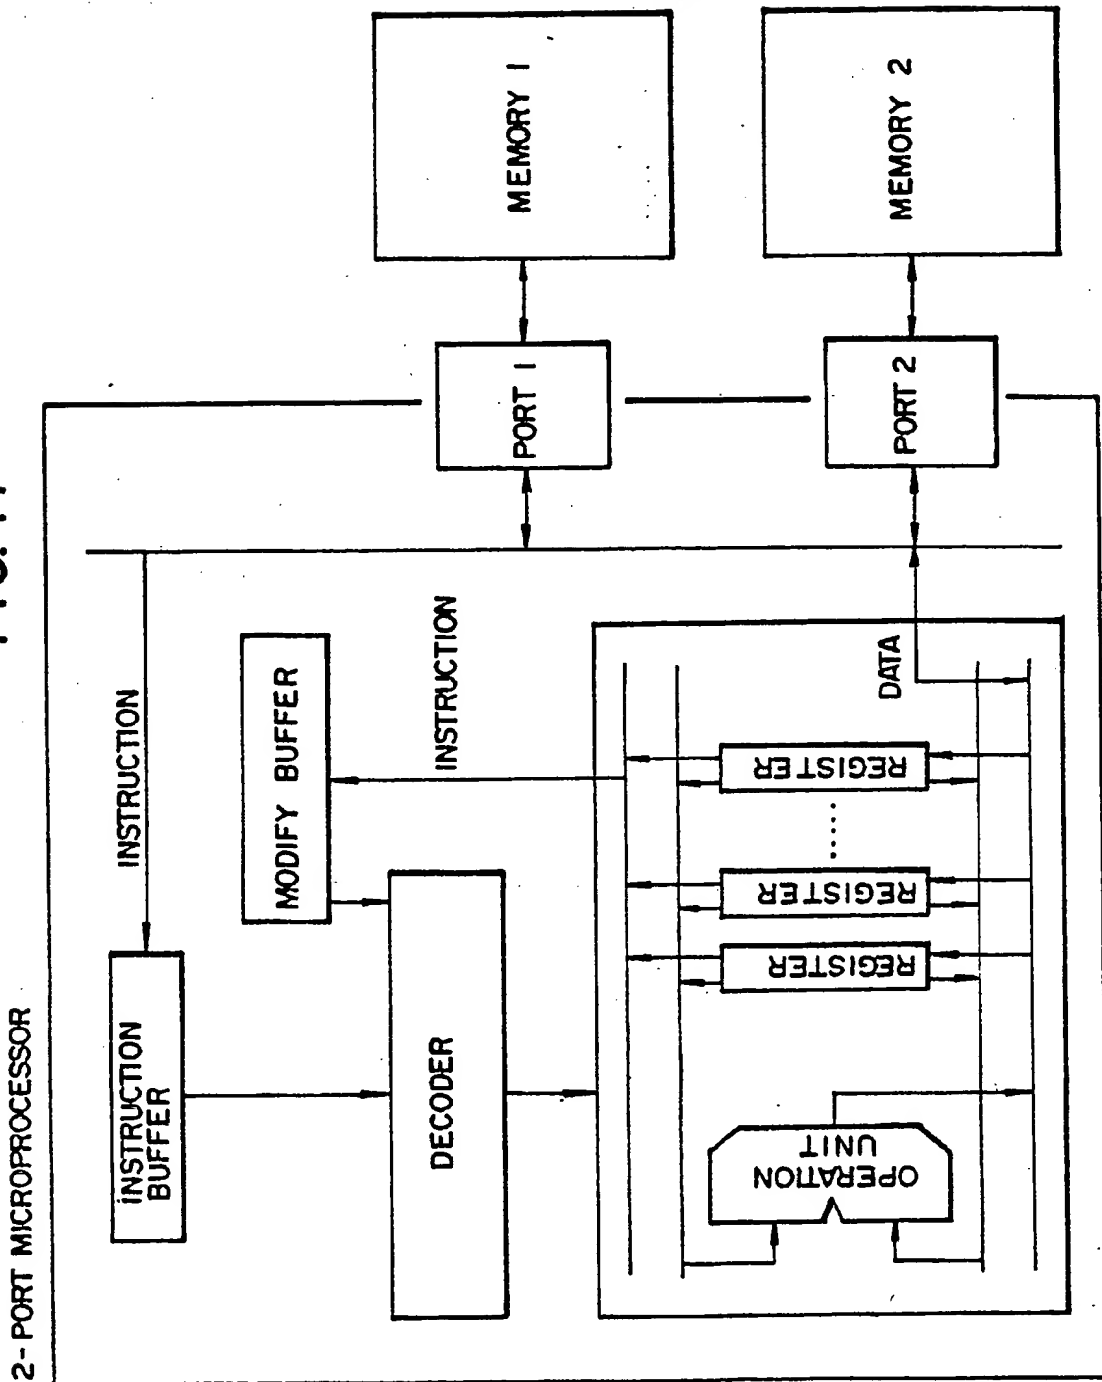 2-PORT MICROPROCESSOR
INSTRUCTION
BUFFER
INSTRUCTION
MODIFY BUFFER
INSTRUCTION
DECODER
OPERATION
UNIT
REGISTER
REGISTER
REGISTER
DATA
PORT 1
MEMORY 1
PORT 2
MEMORY 2